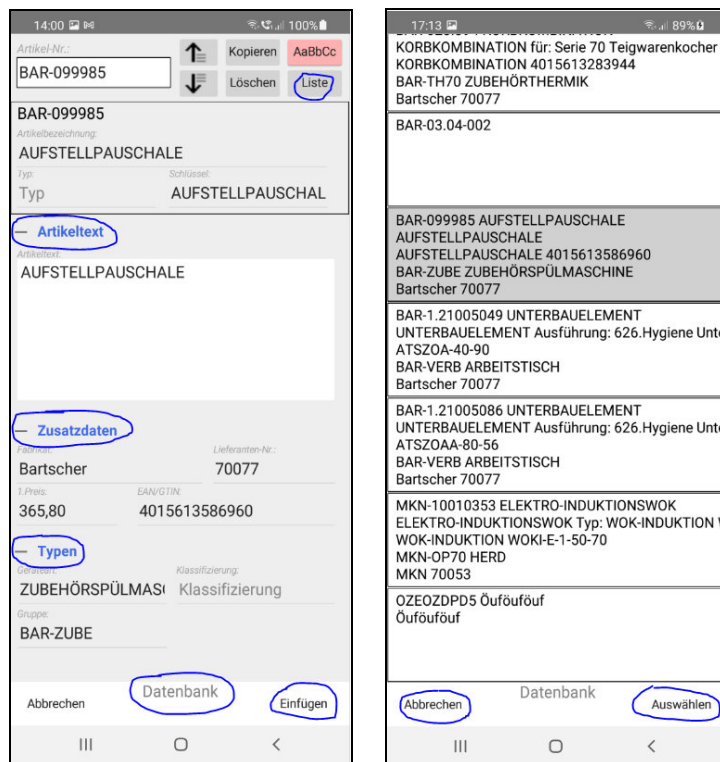 14:00 100%
Artikel-Nr.:
BAR-099985
Kopieren AaBbCc
Löschen Liste
BAR-099985
Artikelbezeichnung:
AUFSTELLPAUSCHALE
Typ: Schlüssel:
Typ AUFSTELLPAUSCHAL
Artikeltext
Artikeltext:
AUFSTELLPAUSCHALE
Zusatzdaten
Fabrikat: Lieferanten-Nr.:
Bartscher 70077
1.Preis: EAN/GTIN:
365,80 4015613586960
Typen
Geräteart: Klassifizierung:
ZUBEHÖRSPÜLMAS Klassifizierung
Gruppe:
BAR-ZUBE
Abbrechen Datenbank Einfügen
17:13 89%
KORBKOMBINATION für: Serie 70 Teigwarenkocher
KORBKOMBINATION 4015613283944
BAR-TH70 ZUBEHÖRTHERMIK
Bartscher 70077
BAR-03.04-002
BAR-099985 AUFSTELLPAUSCHALE
AUFSTELLPAUSCHALE
AUFSTELLPAUSCHALE 4015613586960
BAR-ZUBE ZUBEHÖRSPÜLMASCHINE
Bartscher 70077
BAR-1.21005049 UNTERBAUELEMENT
UNTERBAUELEMENT Ausführung: 626.Hygiene Unt
ATSZOA-40-90
BAR-VERB ARBEITSTISCH
Bartscher 70077
BAR-1.21005086 UNTERBAUELEMENT
UNTERBAUELEMENT Ausführung: 626.Hygiene Unt
ATSZOAA-80-56
BAR-VERB ARBEITSTISCH
Bartscher 70077
MKN-10010353 ELEKTRO-INDUKTIONSWOK
ELEKTRO-INDUKTIONSWOK Typ: WOK-INDUKTION
WOK-INDUKTION WOKI-E-1-50-70
MKN-OP70 HERD
MKN 70053
OZEOZDPD5 Öuföuföuf
Öuföuföuf
Abbrechen Datenbank Auswählen